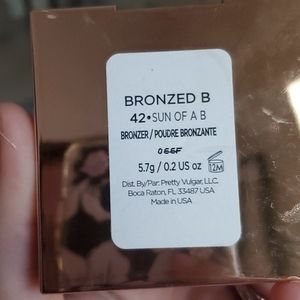 BRONZED B
42•SUN OF A B
BRONZER / POUDRE BRONZANTE
5.7g / 0.2 US oz 12M
Dist. By/Par: Pretty Vulgar, LLC.
Boca Raton, FL 33487 USA
Made in USA